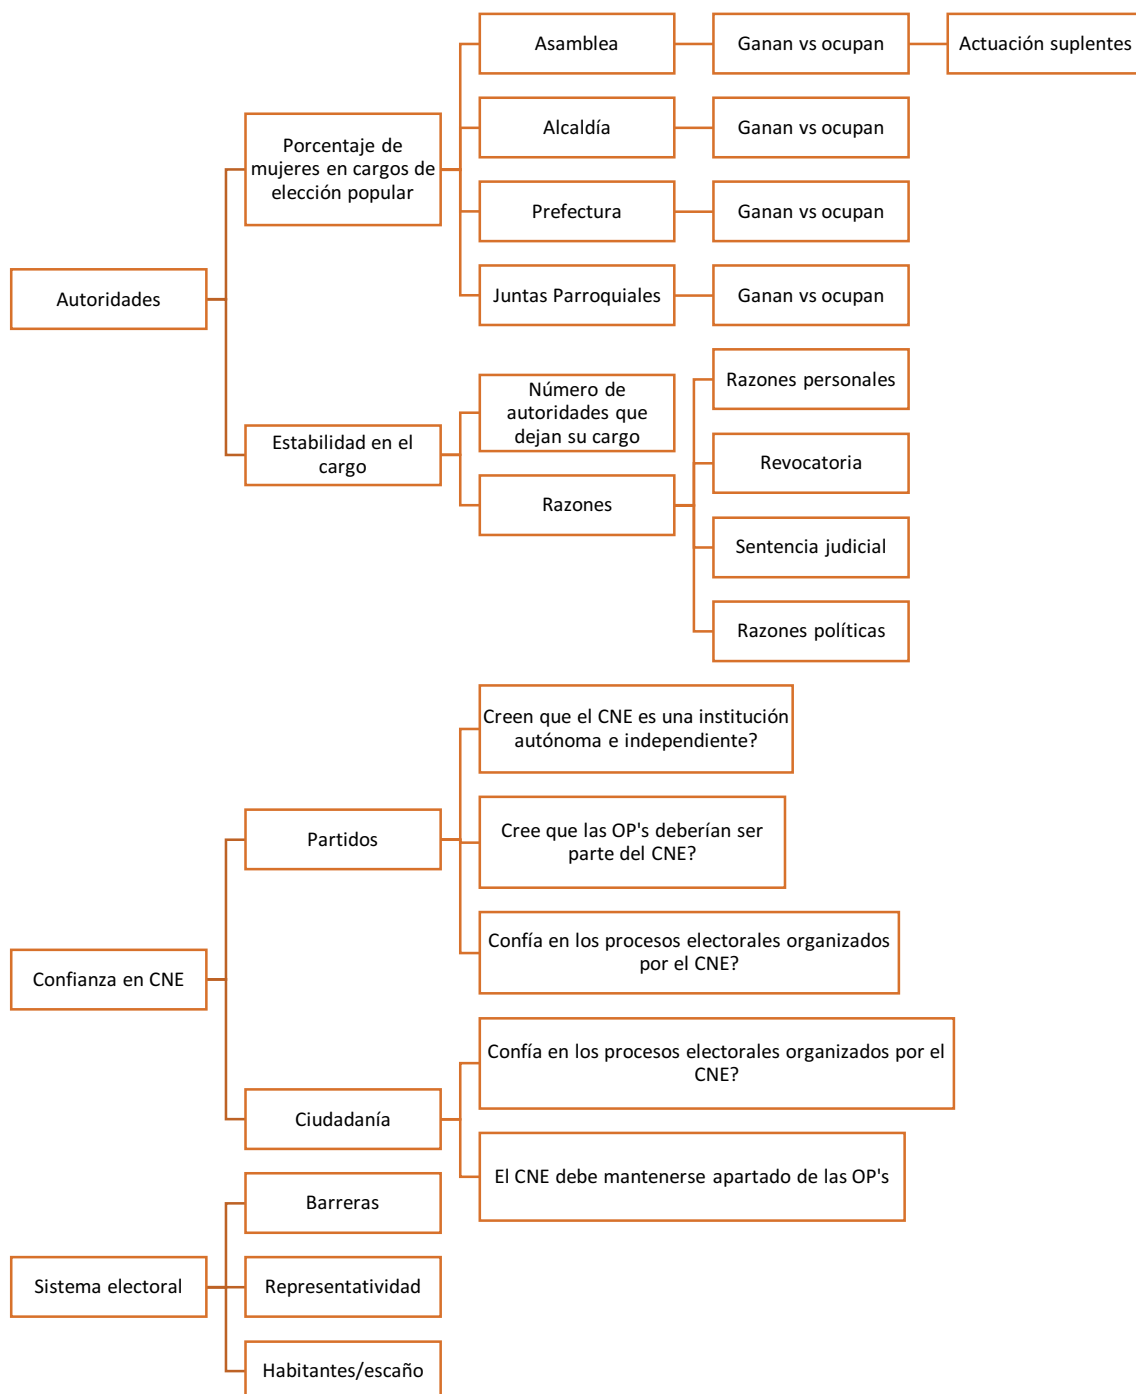 Autoridades
Porcentaje de
mujeres en cargos de
elección popular
Asamblea
Ganan vs ocupan
Actuación suplentes
Alcaldía
Ganan vs ocupan
Prefectura
Ganan vs ocupan
Juntas Parroquiales
Ganan vs ocupan
Estabilidad en el
cargo
Número de
autoridades que
dejan su cargo
Razones
Razones personales
Revocatoria
Sentencia judicial
Razones políticas
Confianza en CNE
Partidos
Creen que el CNE es una institución
autónoma e independiente?
Cree que las OP's deberían ser
parte del CNE?
Confía en los procesos electorales organizados
por el CNE?
Ciudadanía
Confía en los procesos electorales organizados por el
CNE?
El CNE debe mantenerse apartado de las OP's
Sistema electoral
Barreras
Representatividad
Habitantes/escaño